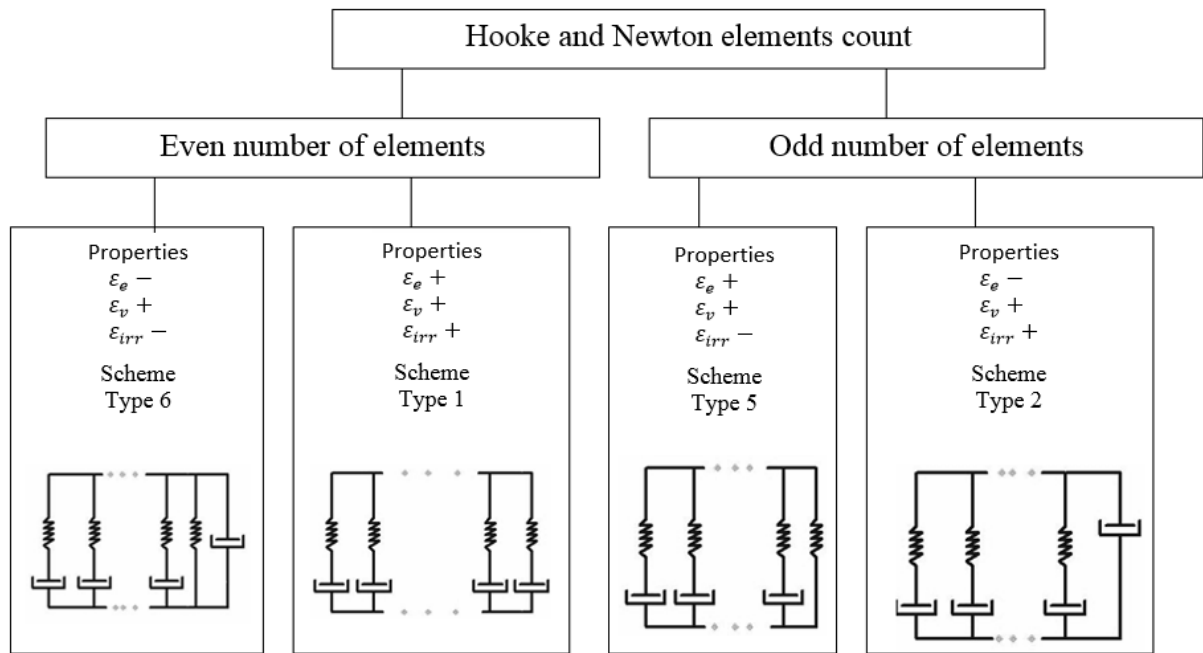 Hooke and Newton elements count
Even number of elements
Odd number of elements
Properties
εₑ −
εᵥ +
εᵢᵣᵣ −
Scheme
Type 6
Properties
εₑ +
εᵥ +
εᵢᵣᵣ +
Scheme
Type 1
Properties
εₑ +
εᵥ +
εᵢᵣᵣ −
Scheme
Type 5
Properties
εₑ −
εᵥ +
εᵢᵣᵣ +
Scheme
Type 2